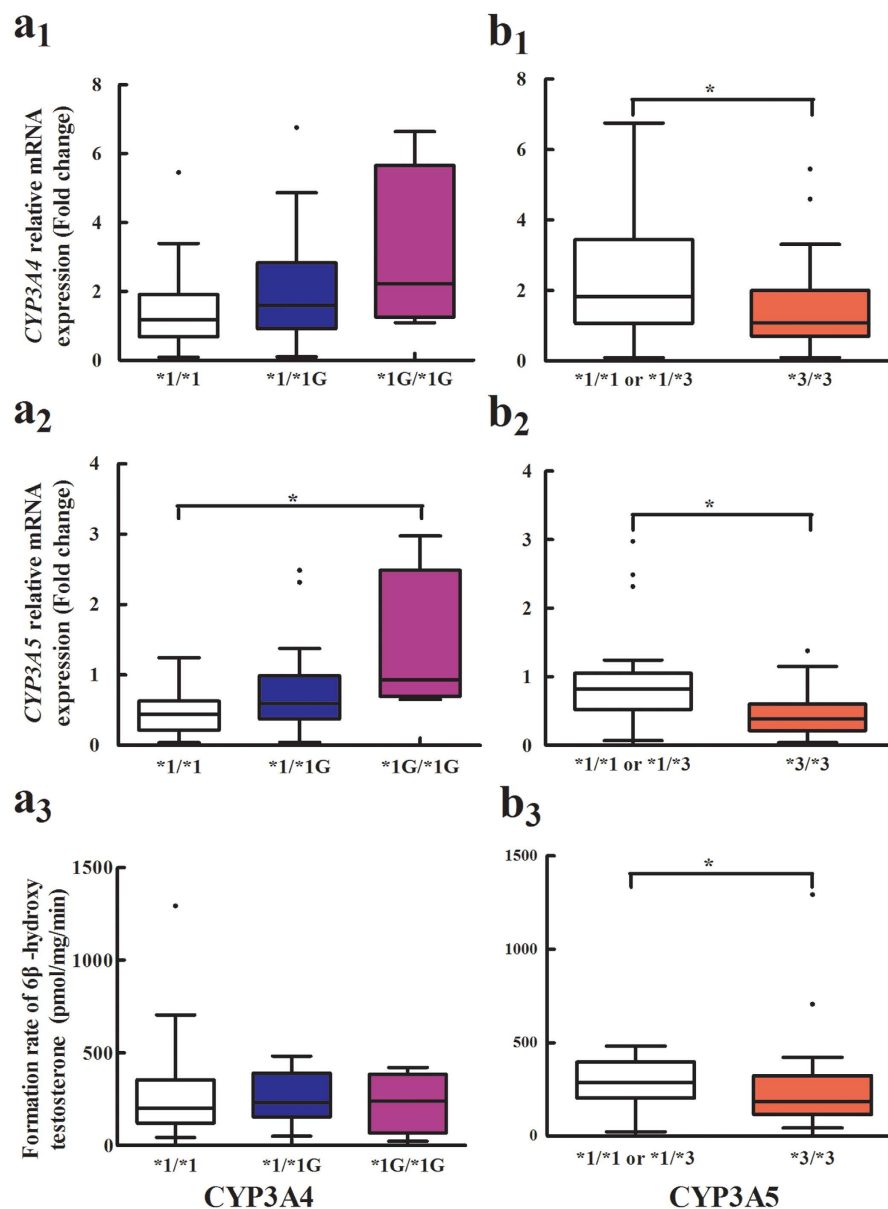 a1
CYP3A4 relative mRNA
expression (Fold change)
8
6
4
2
0
*1/*1
*1/*1G
*1G/*1G
b1
8
6
4
2
0
*
*1/*1 or *1/*3
*3/*3
a2
CYP3A5 relative mRNA
expression (Fold change)
4
3
2
1
0
*
*1/*1
*1/*1G
*1G/*1G
b2
4
3
2
1
0
*
*1/*1 or *1/*3
*3/*3
a3
Formation rate of 6β -hydroxy
testosterone (pmol/mg/min)
1500
1000
500
0
*1/*1
*1/*1G
*1G/*1G
CYP3A4
b3
1500
1000
500
0
*
*1/*1 or *1/*3
*3/*3
CYP3A5